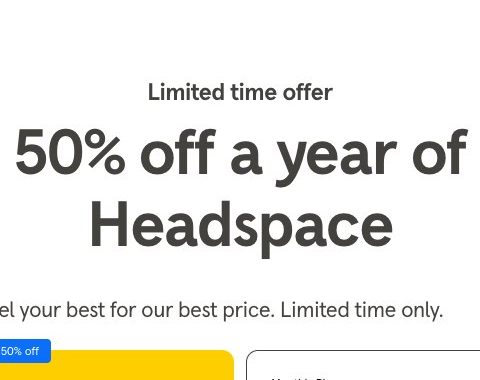 Limited time offer
50% off a year of
Headspace
el your best for our best price. Limited time only.
50% off